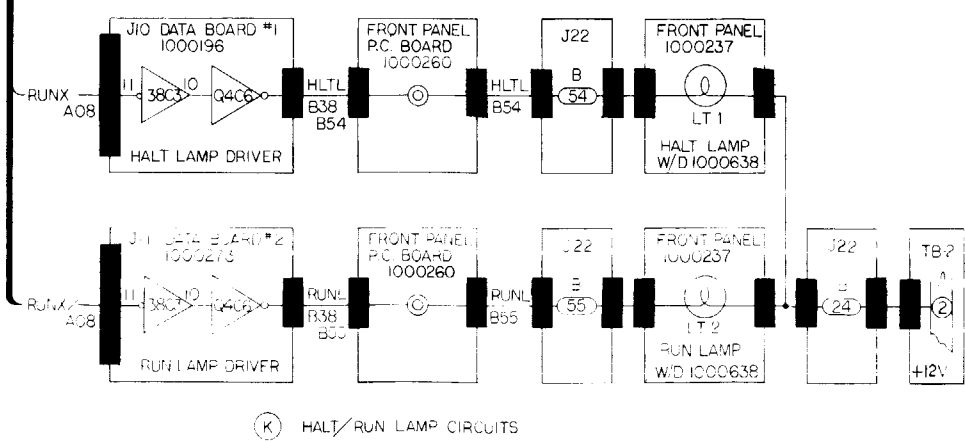 J10 DATA BOARD #1
1000196
FRONT PANEL
P.C. BOARD
1000260
J22
FRONT PANEL
1000237
RUNX
A08
11
38C3
10
Q4C6
HLTL
B38
B54
HLTL
B54
B
54
LT 1
HALT LAMP DRIVER
HALT LAMP
W/D 1000638
DATA BOARD #2
1000273
FRONT PANEL
P.C. BOARD
1000260
J22
FRONT PANEL
1000237
J22
TB-2
RUNX/
A08
11
10
RUNL
B38
RUNL
B55
55
24
2
LT 2
RUN LAMP DRIVER
RUN LAMP
W/D 1000638
+12V
K HALT/RUN LAMP CIRCUITS